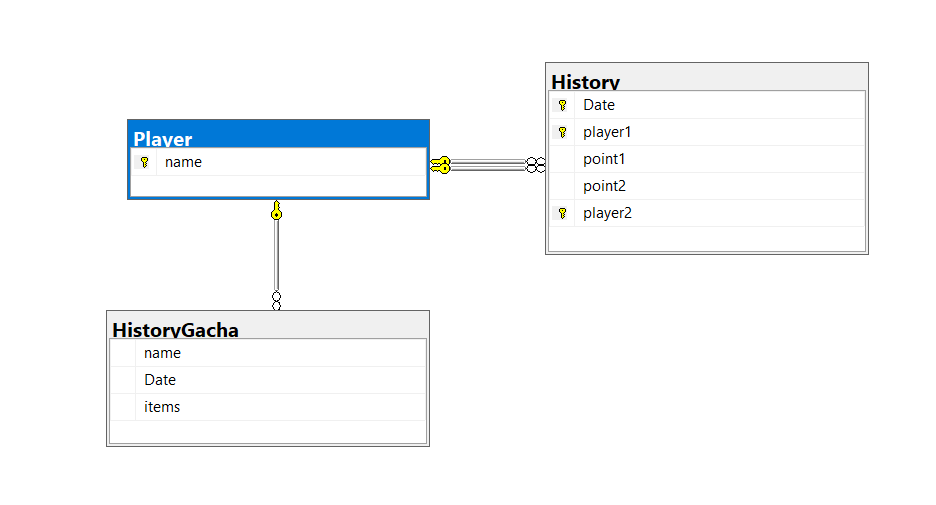 Player
name
History
Date
player1
point1
point2
player2
HistoryGacha
name
Date
items